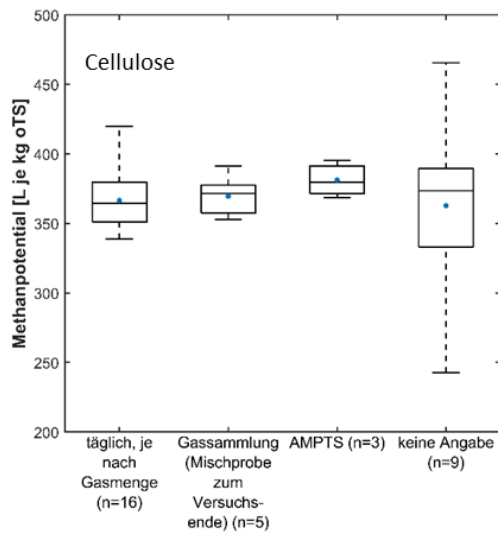 Cellulose
Methanpotential [L je kg oTS]
500
450
400
350
300
250
200
täglich, je
nach
Gasmenge
(n=16)
Gassammlung
(Mischprobe
zum
Versuchs-
ende) (n=5)
AMPTS (n=3)
keine Angabe
(n=9)